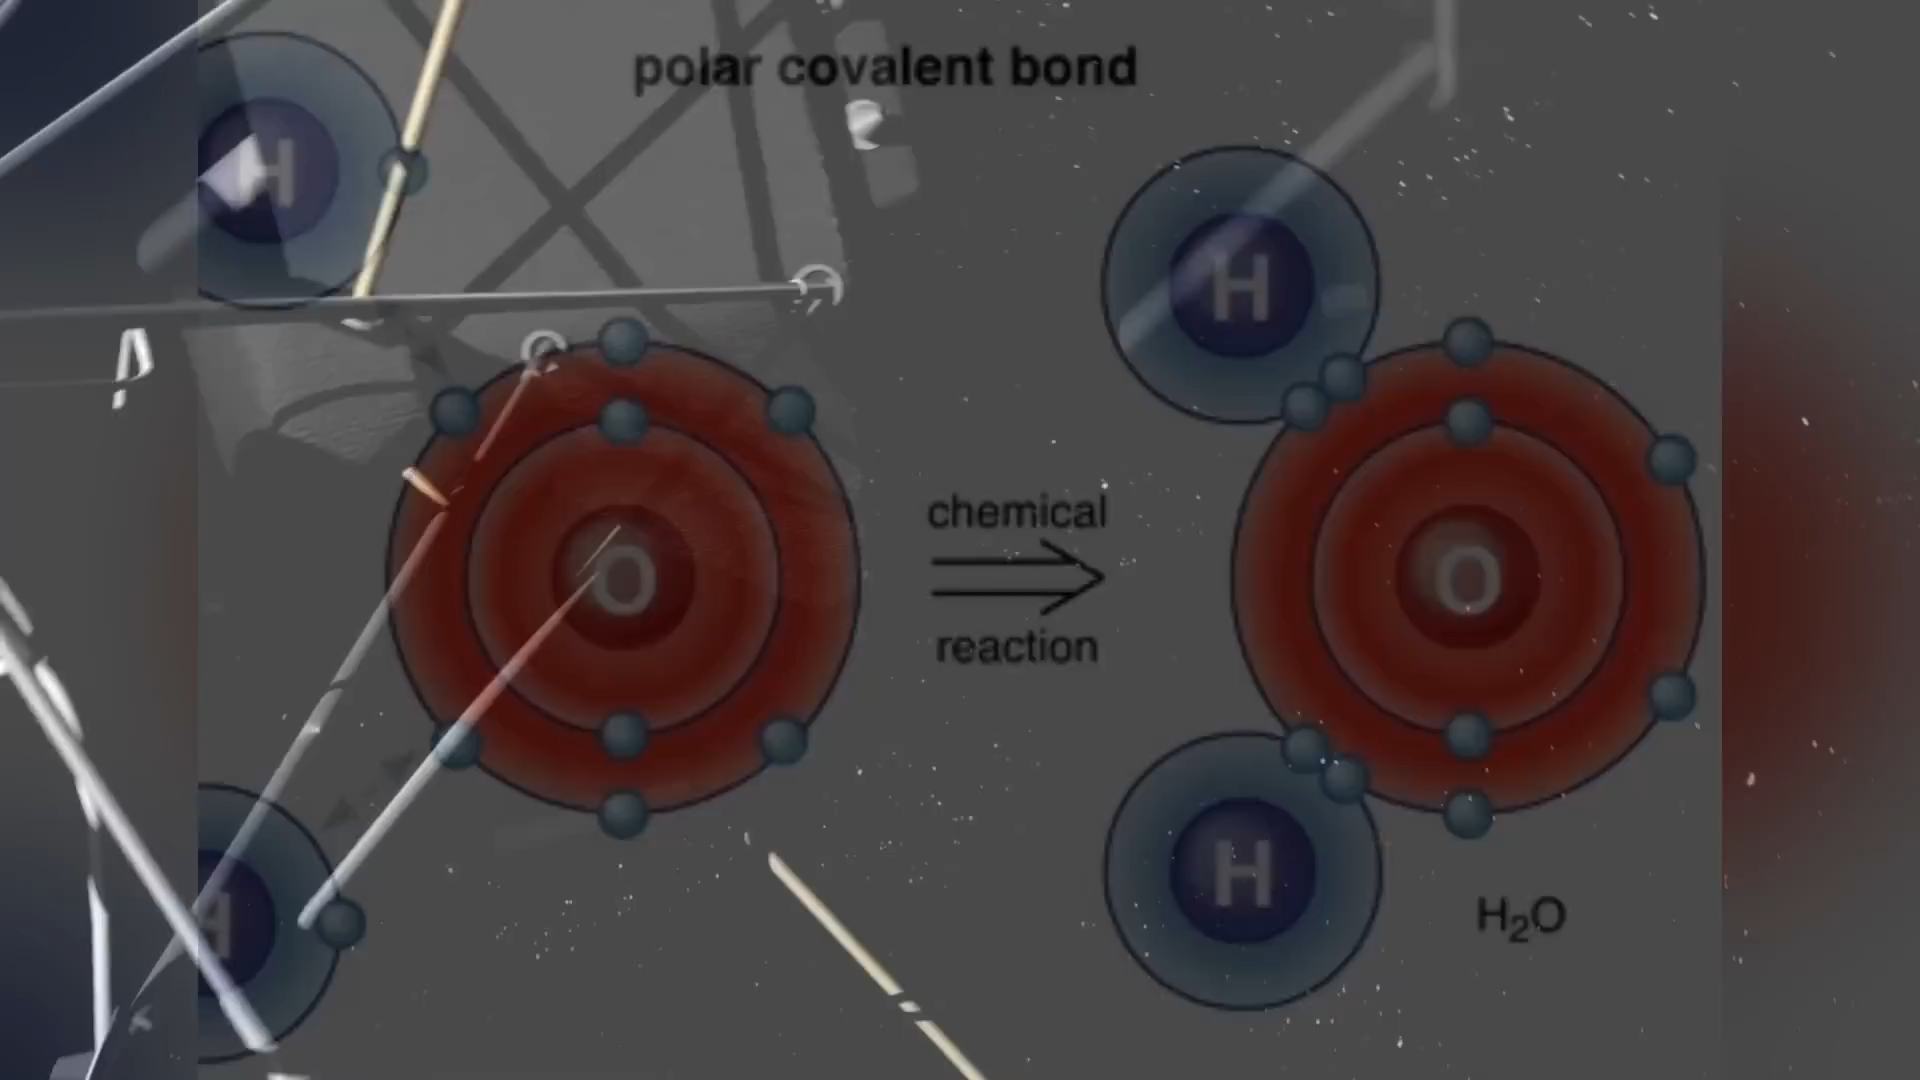 polar covalent bond
H
H
O
chemical
reaction
O
H
H
H₂O